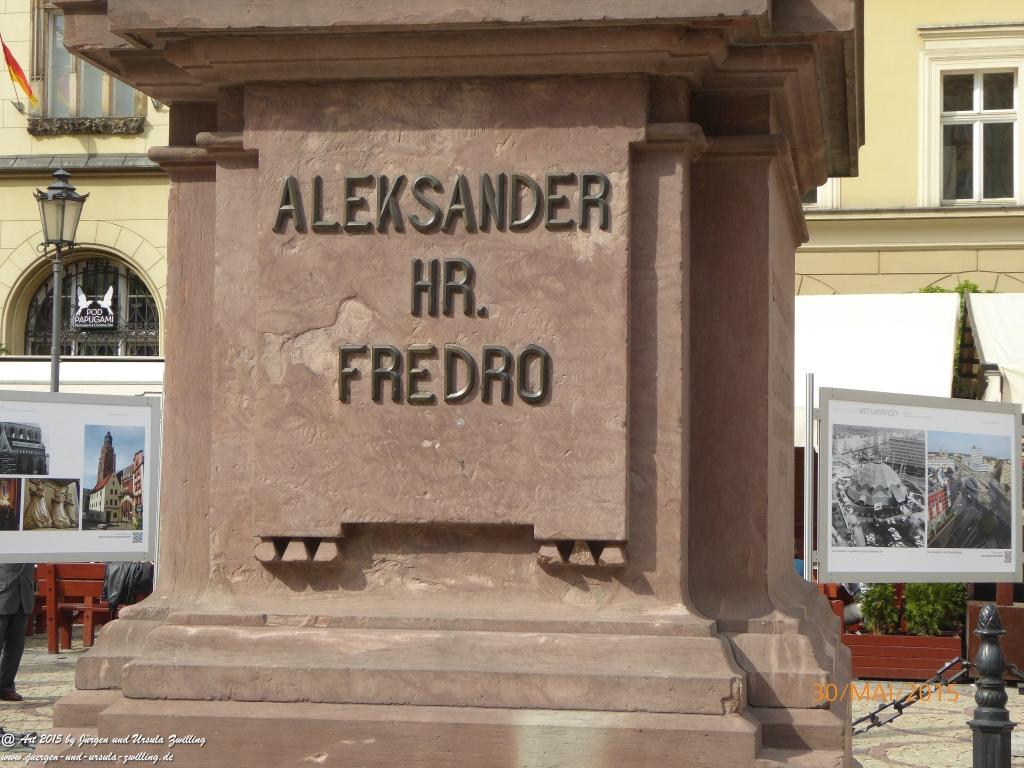 ALEKSANDER
HR.
FREDRO
POD
PAPUGAMI
METAMORFOZY
30/MAI/2015
@ Art 2015 by Jürgen und Ursula Zwilling
www.juergen-und-ursula-zwilling.de